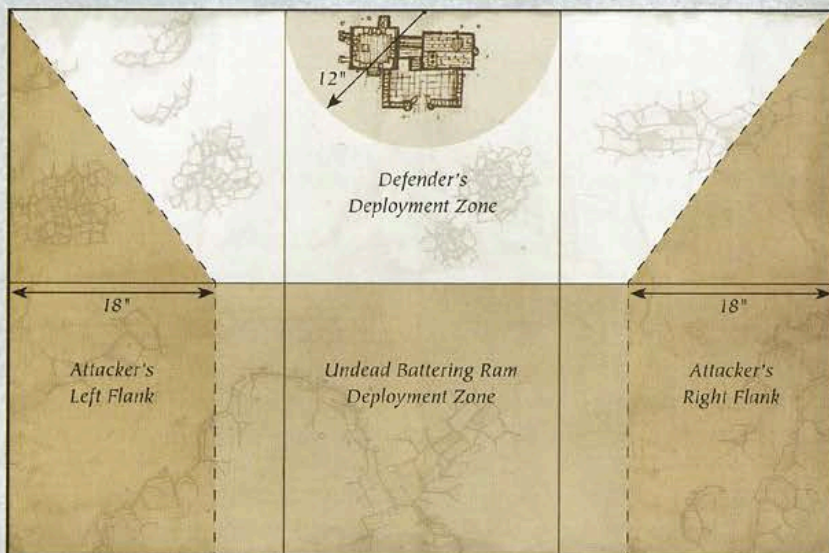 12"
Defender's
Deployment Zone
18"
18"
Attacker's
Left Flank
Undead Battering Ram
Deployment Zone
Attacker's
Right Flank